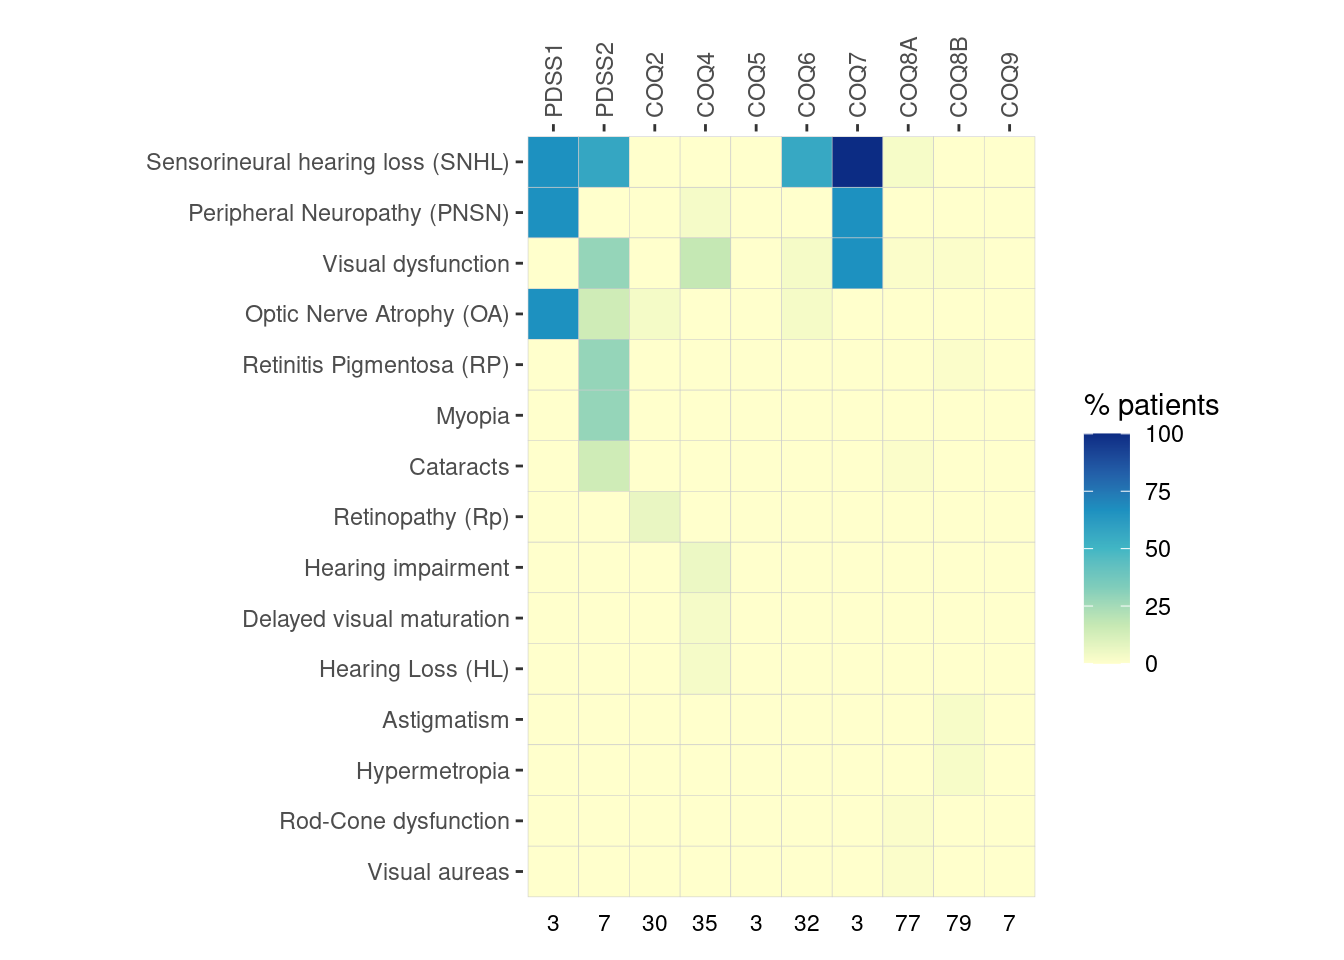 PDSS1
PDSS2
COQ2
COQ4
COQ5
COQ6
COQ7
COQ8A
COQ8B
COQ9
Sensorineural hearing loss (SNHL)
Peripheral Neuropathy (PNSN)
Visual dysfunction
Optic Nerve Atrophy (OA)
Retinitis Pigmentosa (RP)
Myopia
Cataracts
Retinopathy (Rp)
Hearing impairment
Delayed visual maturation
Hearing Loss (HL)
Astigmatism
Hypermetropia
Rod-Cone dysfunction
Visual aureas
3 7 30 35 3 32 3 77 79 7
% patients
100
75
50
25
0